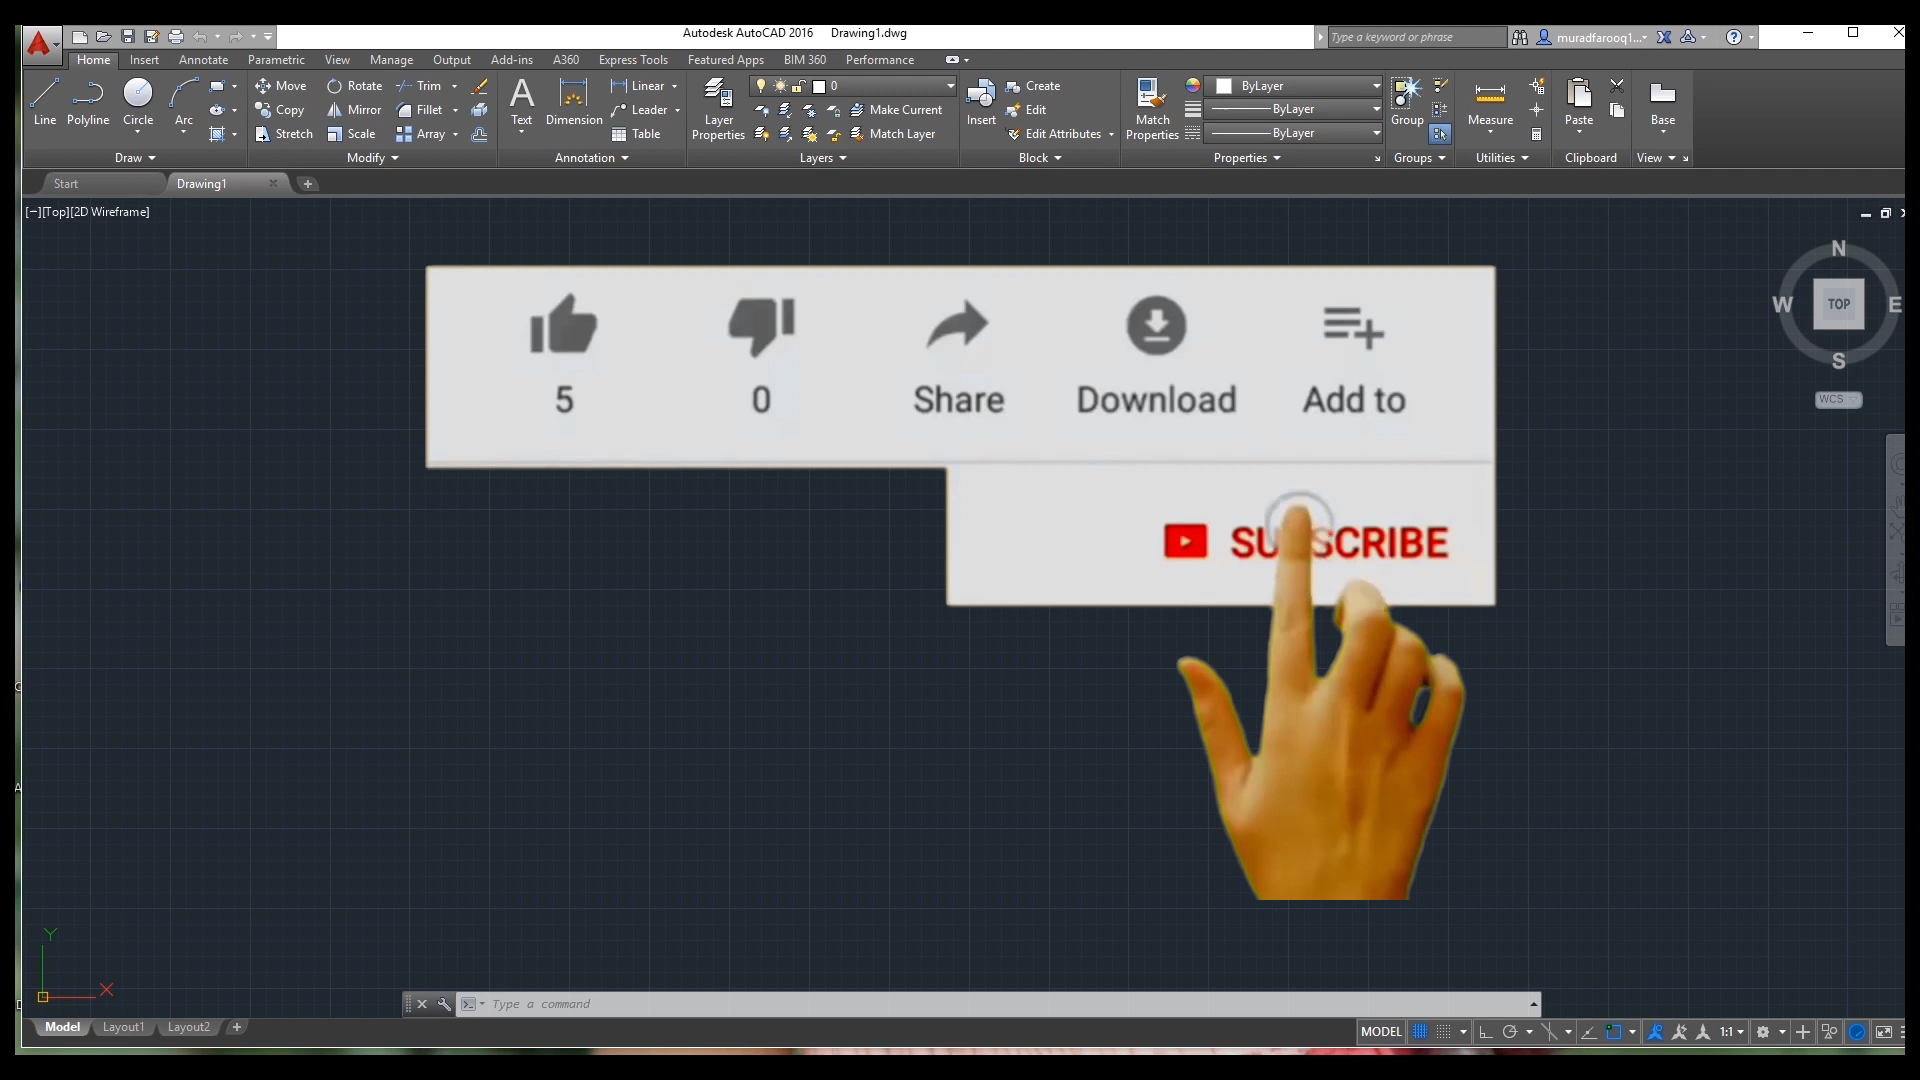 Autodesk AutoCAD 2016 Drawing1.dwg
Type a keyword or phrase
muradfarooq1...
Home Insert Annotate Parametric View Manage Output Add-ins A360 Express Tools Featured Apps BIM 360 Performance
Line Polyline Circle Arc
Move Rotate Trim
Copy Mirror Fillet
Stretch Scale Array
Text Dimension
Linear
Leader
Table
Layer Properties
0
Make Current
Match Layer
Insert
Create
Edit
Edit Attributes
Match Properties
ByLayer
ByLayer
ByLayer
Group
Measure
Paste
Base
Draw Modify Annotation Layers Block Properties Groups Utilities Clipboard View
Start Drawing1
[−][Top][2D Wireframe]
N
W TOP E
S
WCS
5 0 Share Download Add to
Y
X
Type a command
Model Layout1 Layout2
MODEL 1:1